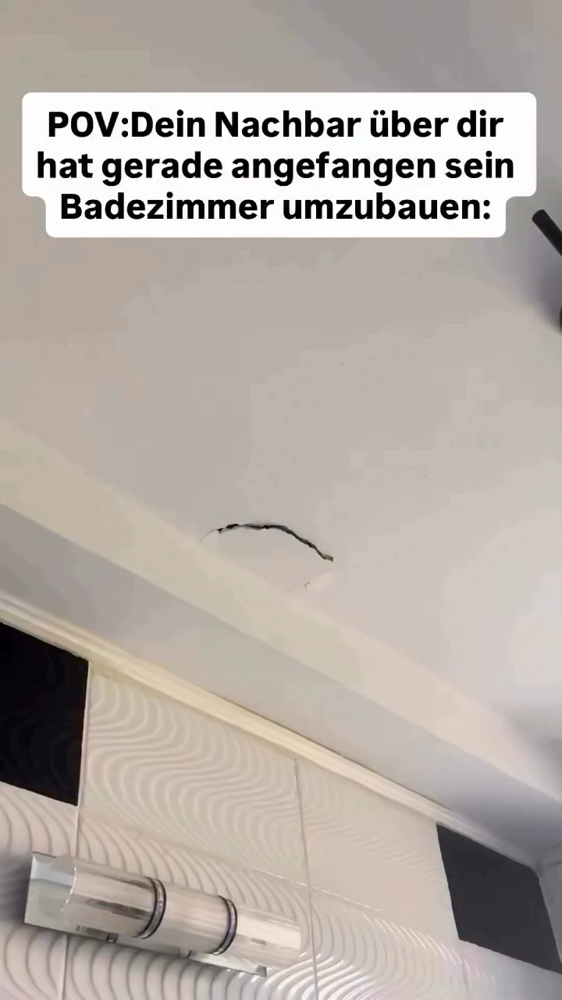 POV:Dein Nachbar über dir
hat gerade angefangen sein
Badezimmer umzubauen: